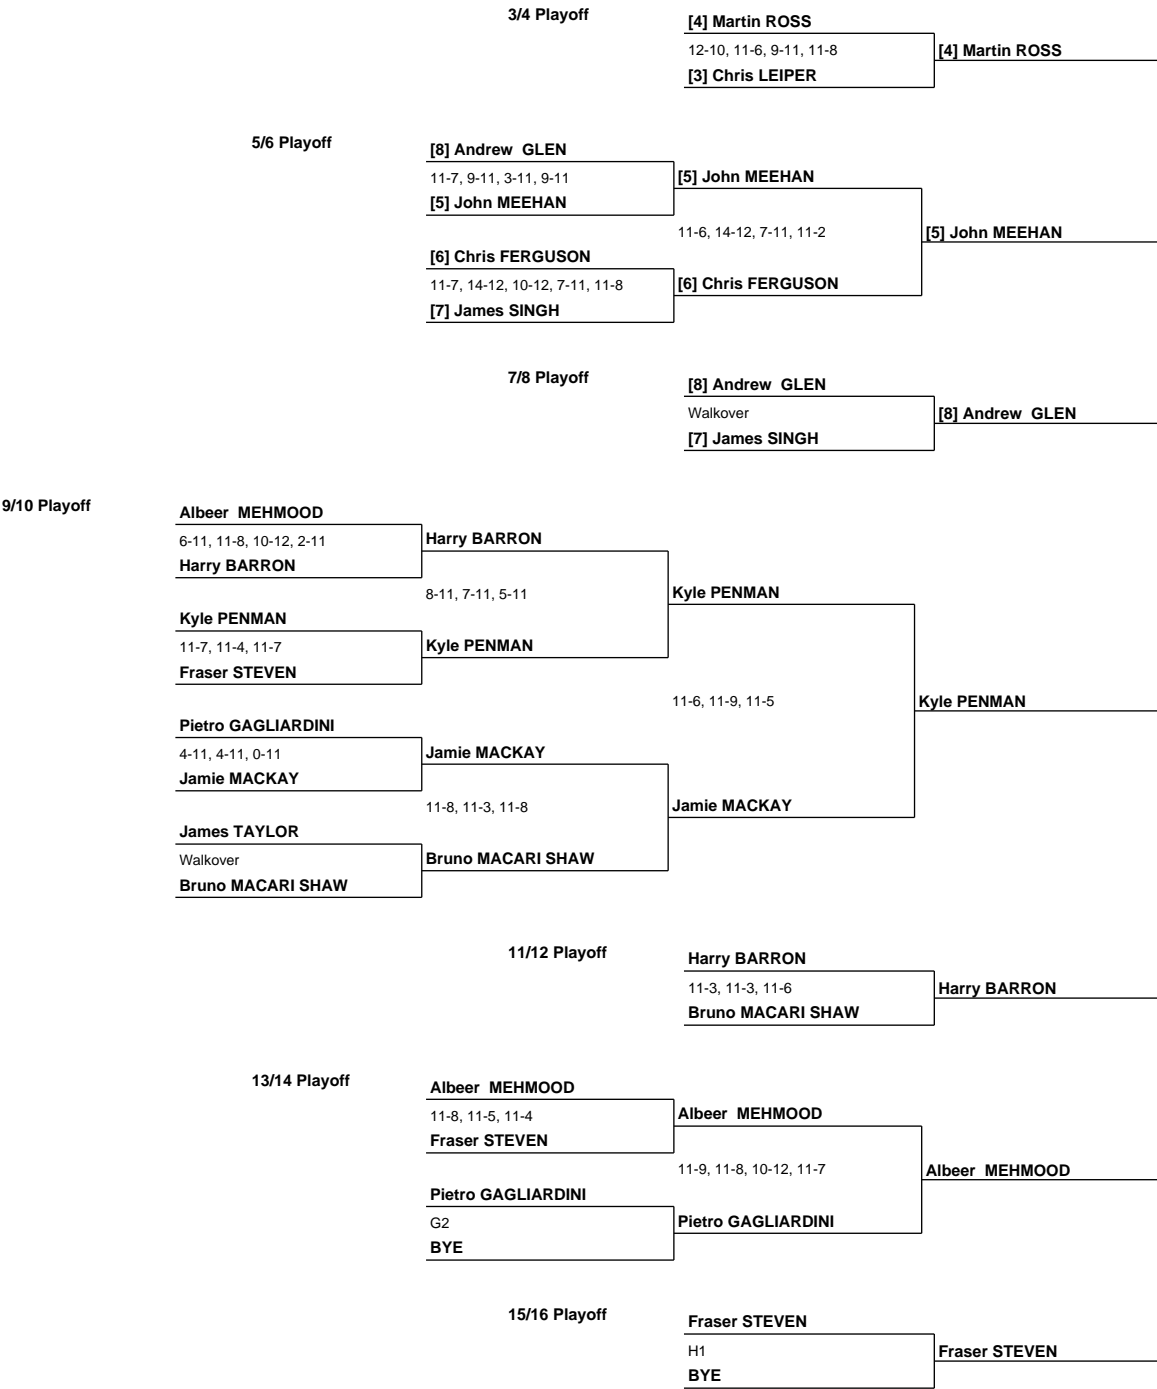 3/4 Playoff
[4] Martin ROSS
12-10, 11-6, 9-11, 11-8
[4] Martin ROSS
[3] Chris LEIPER
5/6 Playoff
[8] Andrew  GLEN
11-7, 9-11, 3-11, 9-11
[5] John MEEHAN
[5] John MEEHAN
11-6, 14-12, 7-11, 11-2
[5] John MEEHAN
[6] Chris FERGUSON
11-7, 14-12, 10-12, 7-11, 11-8
[6] Chris FERGUSON
[7] James SINGH
7/8 Playoff
[8] Andrew  GLEN
Walkover
[8] Andrew  GLEN
[7] James SINGH
9/10 Playoff
Albeer  MEHMOOD
6-11, 11-8, 10-12, 2-11
Harry BARRON
Harry BARRON
8-11, 7-11, 5-11
Kyle PENMAN
Kyle PENMAN
11-7, 11-4, 11-7
Kyle PENMAN
Fraser STEVEN
11-6, 11-9, 11-5
Kyle PENMAN
Pietro GAGLIARDINI
4-11, 4-11, 0-11
Jamie MACKAY
Jamie MACKAY
11-8, 11-3, 11-8
Jamie MACKAY
James TAYLOR
Walkover
Bruno MACARI SHAW
Bruno MACARI SHAW
11/12 Playoff
Harry BARRON
11-3, 11-3, 11-6
Harry BARRON
Bruno MACARI SHAW
13/14 Playoff
Albeer  MEHMOOD
11-8, 11-5, 11-4
Albeer  MEHMOOD
Fraser STEVEN
11-9, 11-8, 10-12, 11-7
Albeer  MEHMOOD
Pietro GAGLIARDINI
G2
Pietro GAGLIARDINI
BYE
15/16 Playoff
Fraser STEVEN
H1
Fraser STEVEN
BYE